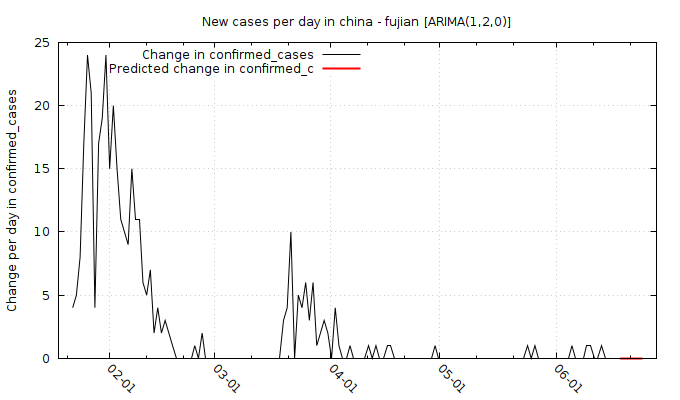 New cases per day in china - fujian [ARIMA(1,2,0)]
Change in confirmed_cases
Predicted change in confirmed_c
Change per day in confirmed_cases
25
20
15
10
5
0
02-01
03-01
04-01
05-01
06-01